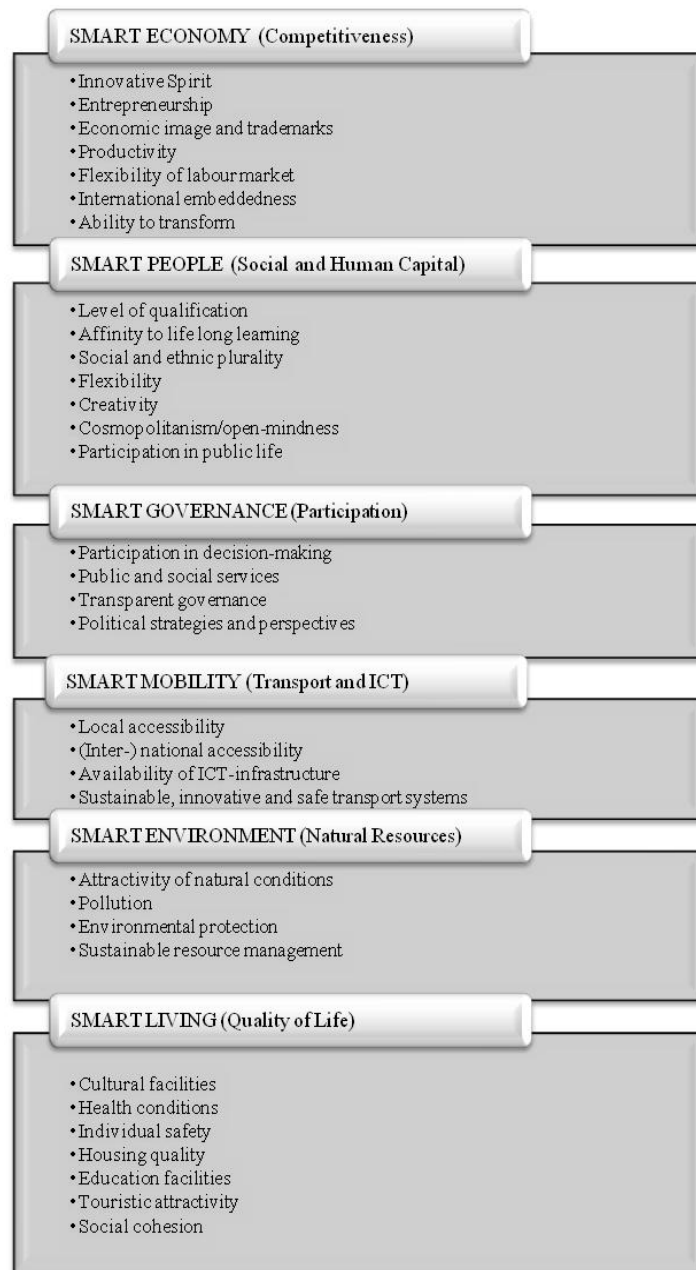 SMART ECONOMY (Competitiveness)
• Innovative Spirit
• Entrepreneurship
• Economic image and trademarks
• Productivity
• Flexibility of labour market
• International embeddedness
• Ability to transform
SMART PEOPLE (Social and Human Capital)
• Level of qualification
• Affinity to life long learning
• Social and ethnic plurality
• Flexibility
• Creativity
• Cosmopolitanism/open-mindness
• Participation in public life
SMART GOVERNANCE (Participation)
• Participation in decision-making
• Public and social services
• Transparent governance
• Political strategies and perspectives
SMART MOBILITY (Transport and ICT)
• Local accessibility
• (Inter-) national accessibility
• Availability of ICT-infrastructure
• Sustainable, innovative and safe transport systems
SMART ENVIRONMENT (Natural Resources)
• Attractivity of natural conditions
• Pollution
• Environmental protection
• Sustainable resource management
SMART LIVING (Quality of Life)
• Cultural facilities
• Health conditions
• Individual safety
• Housing quality
• Education facilities
• Touristic attractivity
• Social cohesion